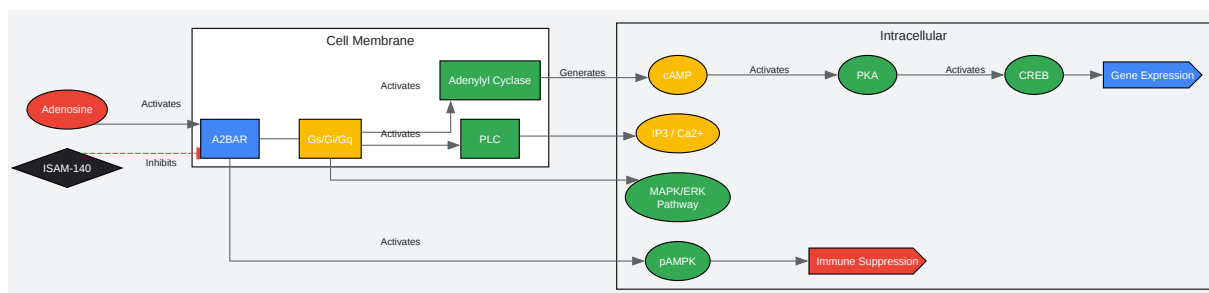 Cell Membrane
Intracellular
Adenosine
Activates
A2BAR
Gs/Gi/Gq
Activates
Activates
Adenylyl Cyclase
PLC
Generates
cAMP
Activates
PKA
Activates
CREB
Gene Expression
IP3 / Ca2+
ISAM-140
Inhibits
MAPK/ERK
Pathway
Activates
pAMPK
Immune Suppression